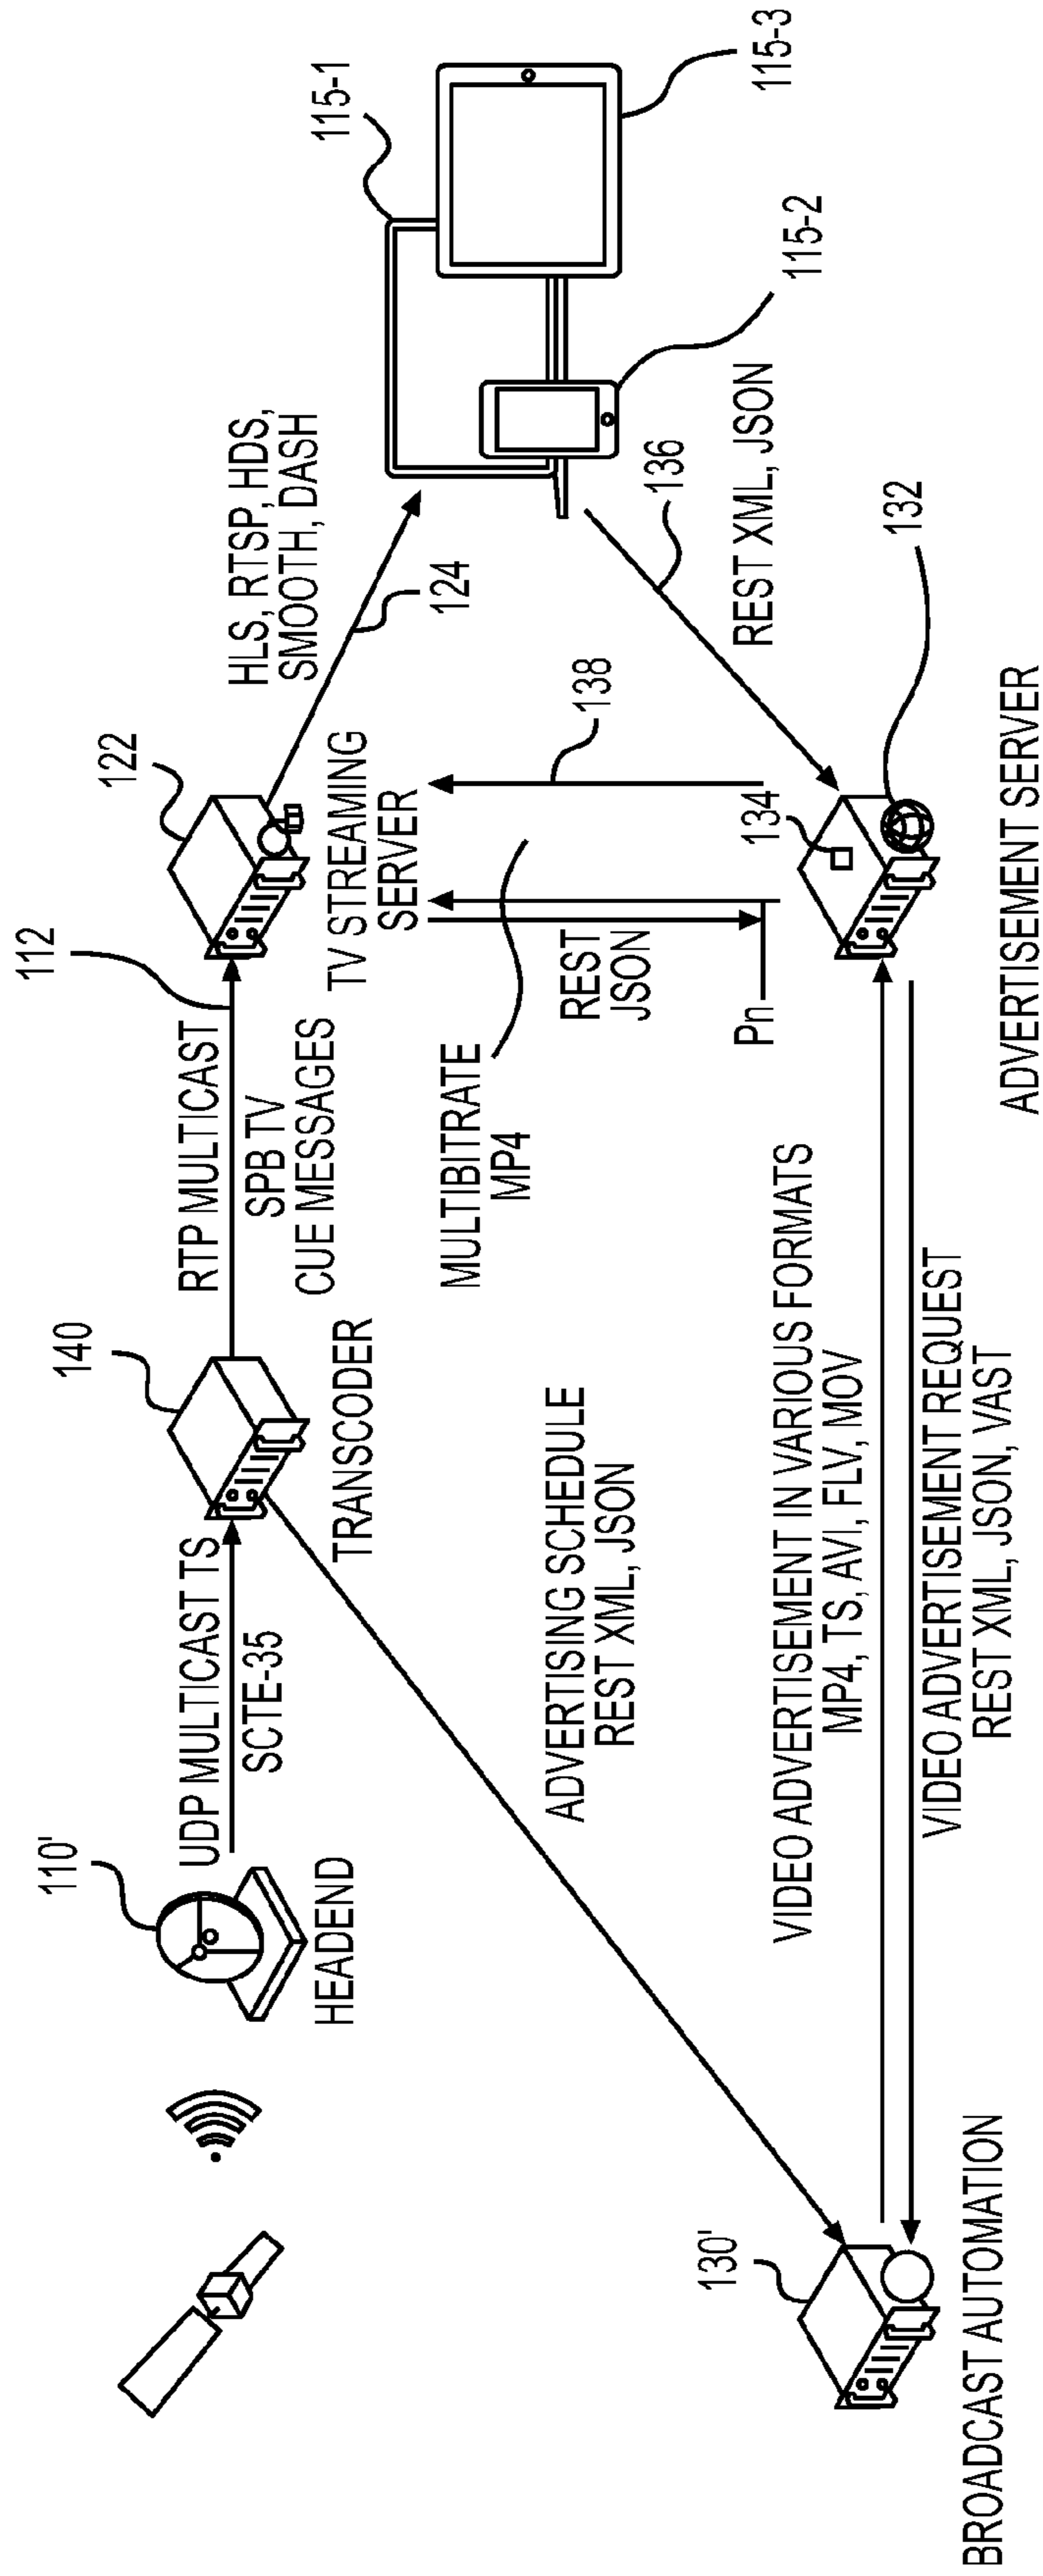 110'
UDP MULTICAST TS
SCTE-35
HEADEND
140
TRANSCODER
RTP MULTICAST
SPB TV
CUE MESSAGES
112
122
TV STREAMING
SERVER
HLS, RTSP, HDS,
SMOOTH, DASH
124
115-1
115-3
115-2
MULTIBITRATE
MP4
REST
JSON
138
136
REST XML, JSON
Pn
134
132
ADVERTISING SCHEDULE
REST XML, JSON
130'
BROADCAST AUTOMATION
VIDEO ADVERTISEMENT IN VARIOUS FORMATS
MP4, TS, AVI, FLV, MOV
VIDEO ADVERTISEMENT REQUEST
REST XML, JSON, VAST
ADVERTISEMENT SERVER